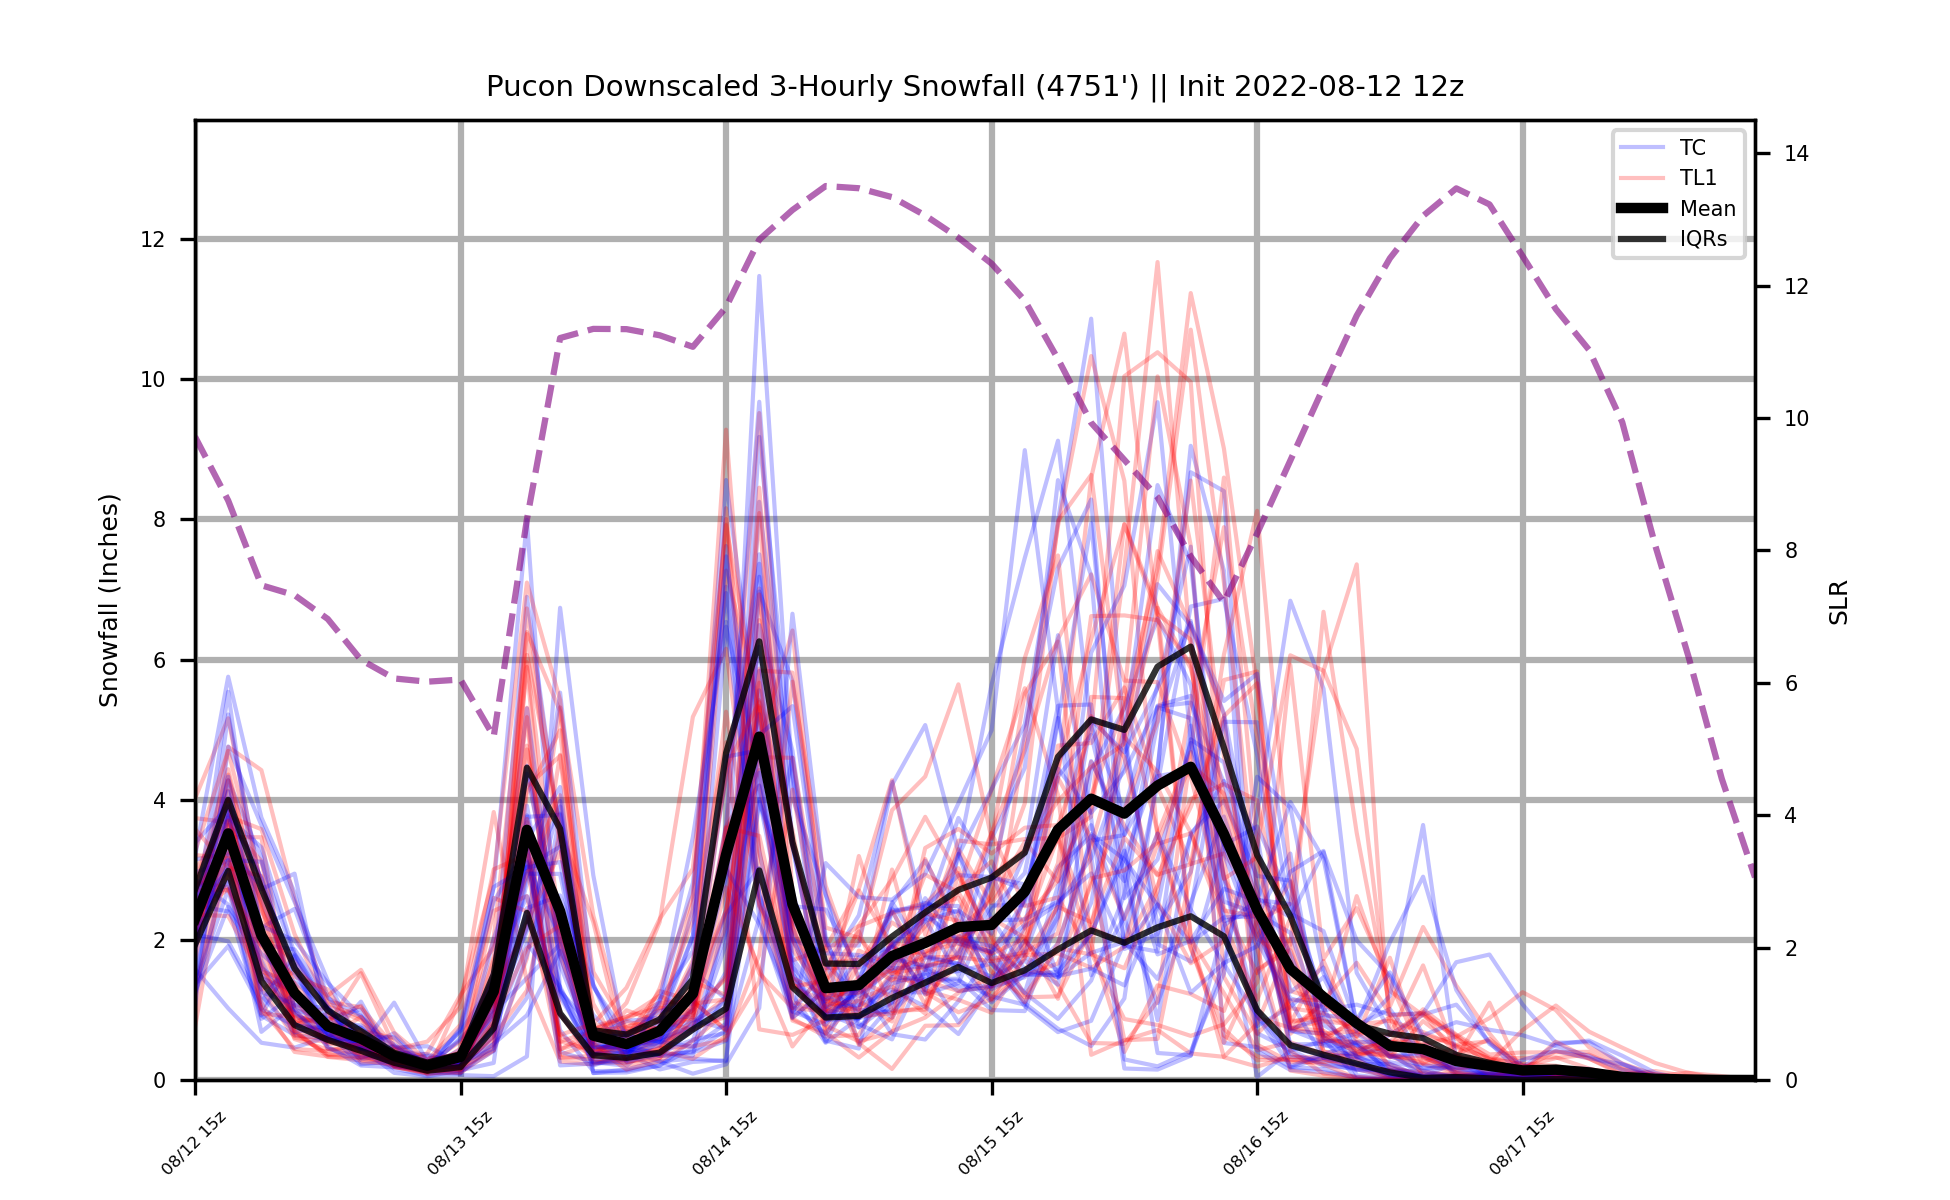 Pucon Downscaled 3-Hourly Snowfall (4751') || Init 2022-08-12 12z
TC
TL1
Mean
IQRs
Snowfall (Inches)
12
10
8
6
4
2
0
14
12
10
8
6
4
2
0
SLR
08/12 15z
08/13 15z
08/14 15z
08/15 15z
08/16 15z
08/17 15z